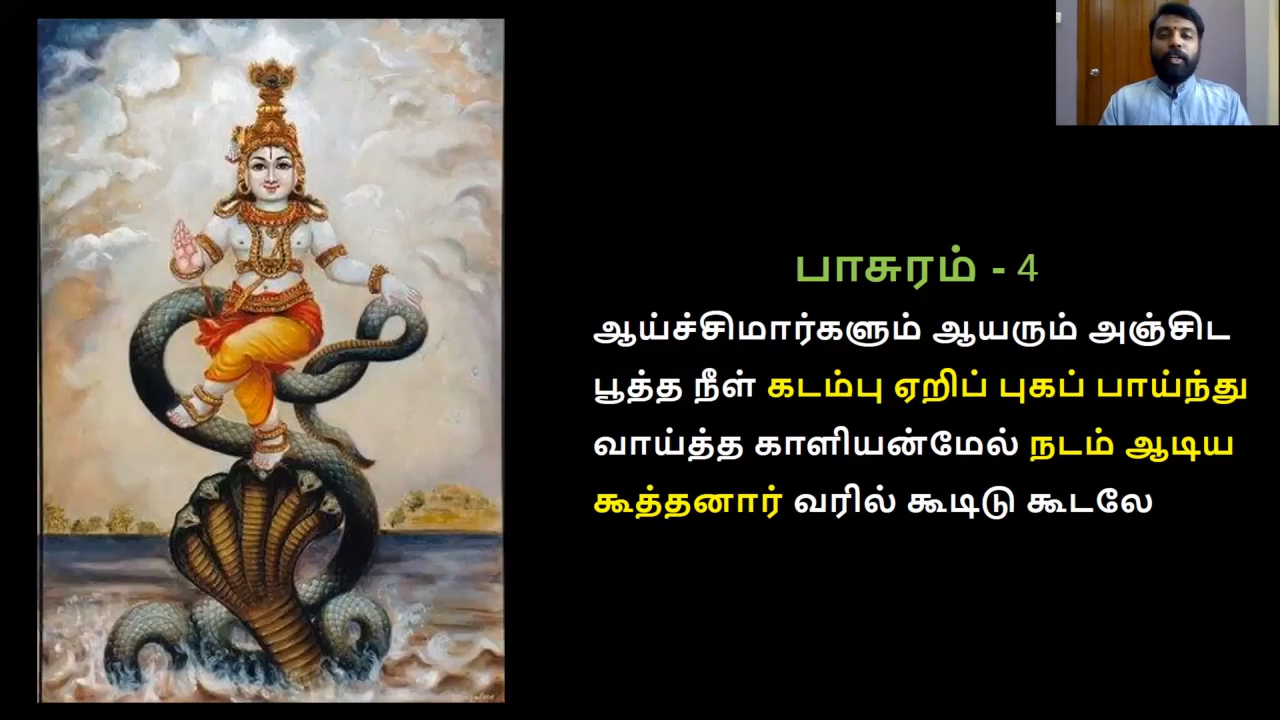 பாசுரம் - 4
ஆய்ச்சிமார்களும் ஆயரும் அஞ்சிட
பூத்த நீள் கடம்பு ஏறிப் புகப் பாய்ந்து
வாய்த்த காளியன்மேல் நடம் ஆடிய
கூத்தனார் வரில் கூடிடு கூடலே